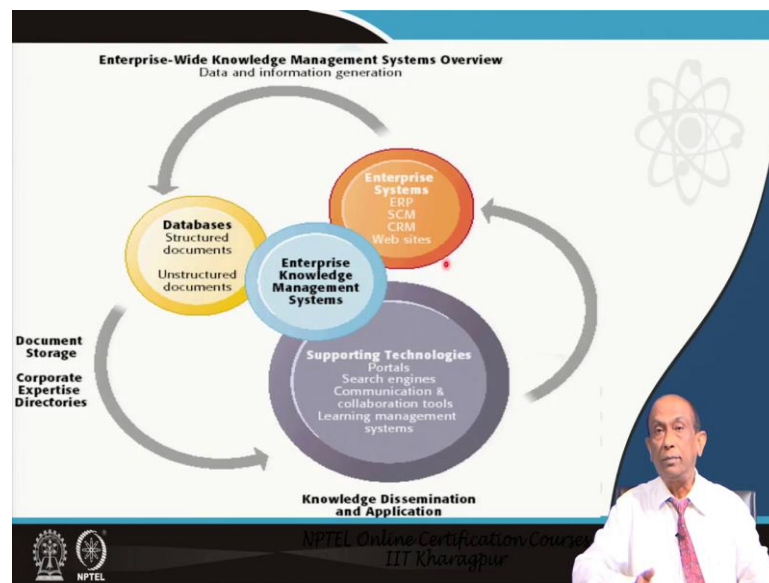 Enterprise-Wide Knowledge Management Systems Overview
Data and information generation
Enterprise
Systems
ERP
SCM
CRM
Web sites
Databases
Structured
documents
Unstructured
documents
Enterprise
Knowledge
Management
Systems
Document
Storage
Corporate
Expertise
Directories
Supporting Technologies
Portals
Search engines
Communication &
collaboration tools
Learning management
systems
Knowledge Dissemination
and Application
NPTEL Online Certification Courses
IIT Kharagpur
NPTEL